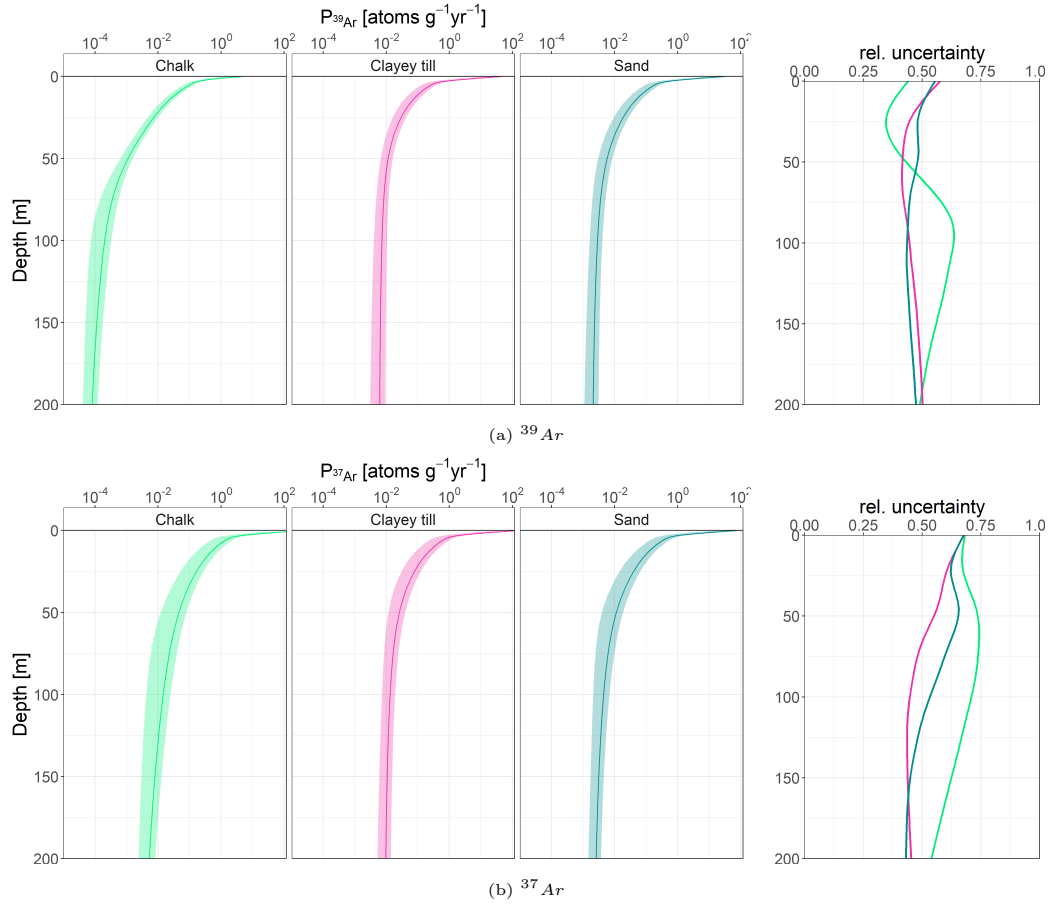 P39Ar [atoms g−1yr−1]
10−4 10−2 100 102 10−4 10−2 100 102 10−4 10−2 100 102
Chalk Clayey till Sand
rel. uncertainty
0.00 0.25 0.50 0.75 1.0
Depth [m]
0
50
100
150
200
0
50
100
150
200
(a) 39Ar
P37Ar [atoms g−1yr−1]
10−4 10−2 100 102 10−4 10−2 100 102 10−4 10−2 100 102
Chalk Clayey till Sand
rel. uncertainty
0.00 0.25 0.50 0.75 1.0
Depth [m]
0
50
100
150
200
0
50
100
150
200
(b) 37Ar